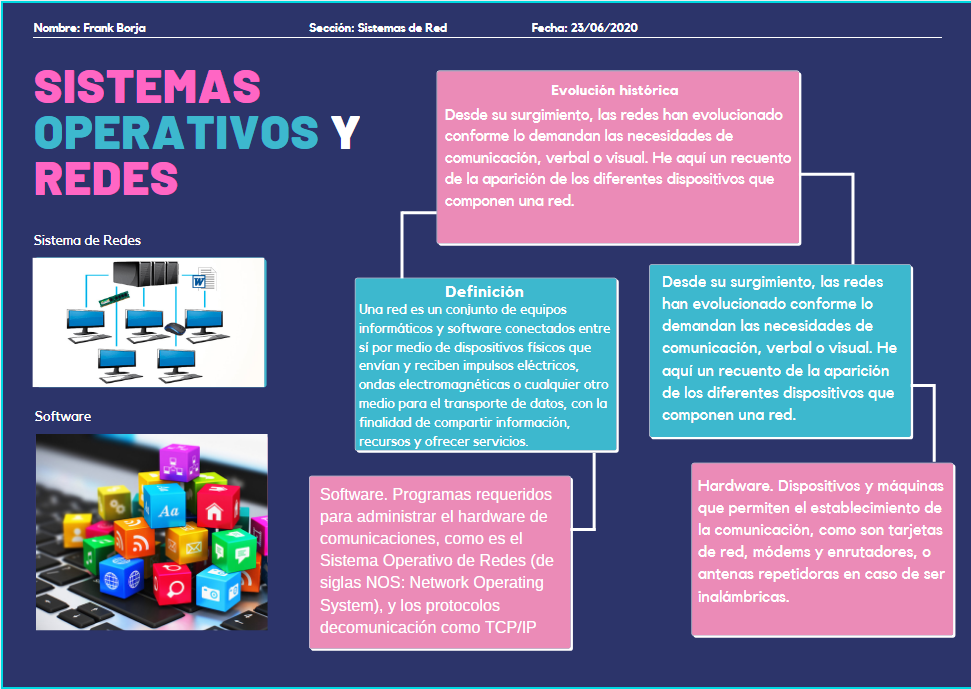 Nombre: Frank Borja
Sección: Sistemas de Red
Fecha: 23/06/2020
SISTEMAS
OPERATIVOS Y
REDES
Sistema de Redes
W
Software
Aa
Evolución histórica
Desde su surgimiento, las redes han evolucionado
conforme lo demandan las necesidades de
comunicación, verbal o visual. He aquí un recuento
de la aparición de los diferentes dispositivos que
componen una red.
Definición
Una red es un conjunto de equipos
informáticos y software conectados entre
sí por medio de dispositivos físicos que
envían y reciben impulsos eléctricos,
ondas electromagnéticas o cualquier otro
medio para el transporte de datos, con la
finalidad de compartir información,
recursos y ofrecer servicios.
Desde su surgimiento, las redes
han evolucionado conforme lo
demandan las necesidades de
comunicación, verbal o visual. He
aquí un recuento de la aparición
de los diferentes dispositivos que
componen una red.
Software. Programas requeridos
para administrar el hardware de
comunicaciones, como es el
Sistema Operativo de Redes (de
siglas NOS: Network Operating
System), y los protocolos
decomunicación como TCP/IP
Hardware. Dispositivos y máquinas
que permiten el establecimiento de
la comunicación, como son tarjetas
de red, módems y enrutadores, o
antenas repetidoras en caso de ser
inalámbricas.